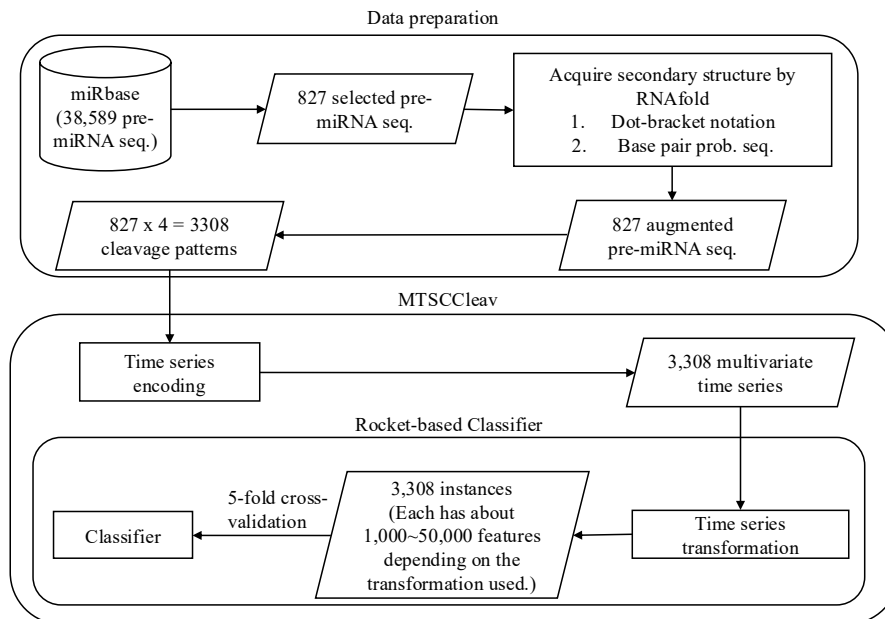 Data preparation
miRbase
(38,589 pre-
miRNA seq.)
827 selected pre-
miRNA seq.
Acquire secondary structure by
RNAfold
1. Dot-bracket notation
2. Base pair prob. seq.
827 x 4 = 3308
cleavage patterns
827 augmented
pre-miRNA seq.
MTSCCleav
Time series
encoding
3,308 multivariate
time series
Rocket-based Classifier
Classifier
5-fold cross-
validation
3,308 instances
(Each has about
1,000~50,000 features
depending on the
transformation used.)
Time series
transformation